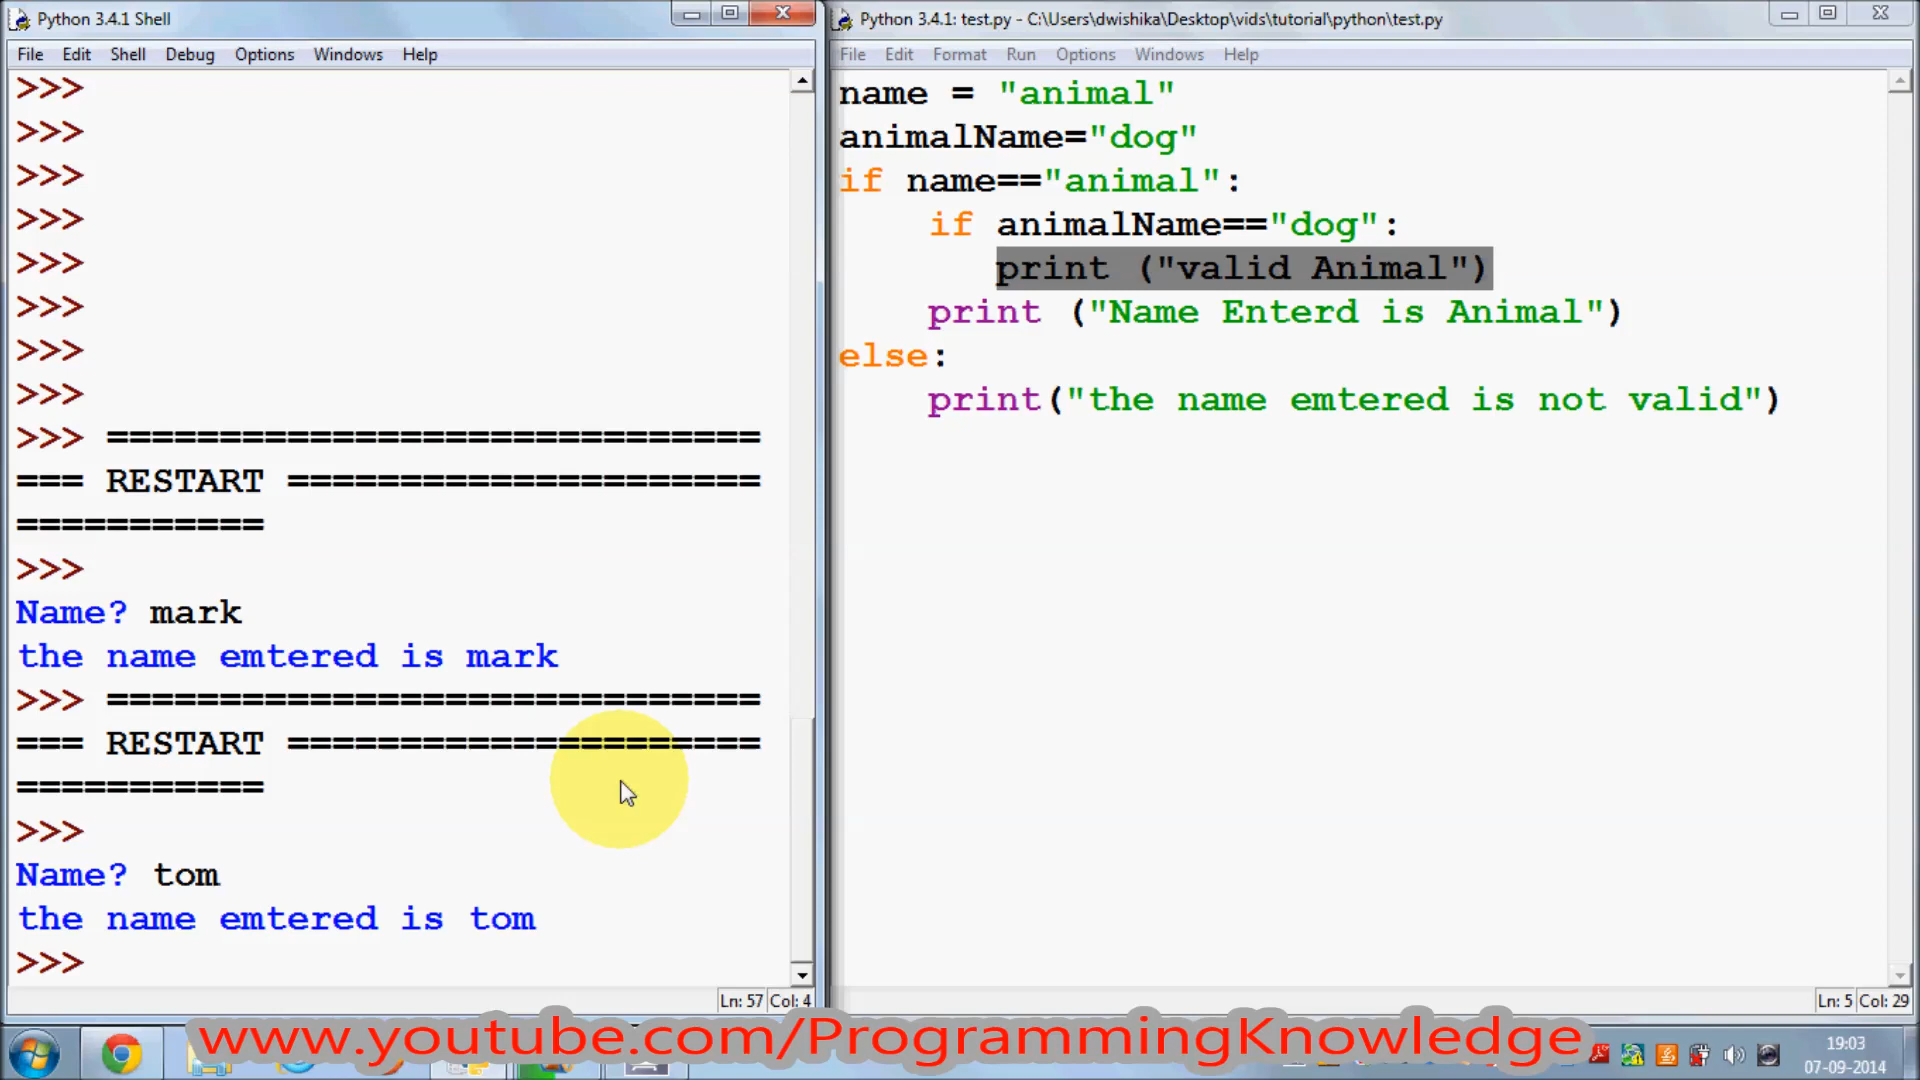 Python 3.4.1 Shell
File Edit Shell Debug Options Windows Help
>>>
>>>
>>>
>>>
>>>
>>>
>>>
>>>
>>> =============================
=== RESTART =====================
===========
>>>
Name? mark
the name emtered is mark
>>> =============================
=== RESTART =====================
===========
>>>
Name? tom
the name emtered is tom
>>>
Ln: 57 Col: 4
Python 3.4.1: test.py - C:\Users\dwishika\Desktop\vids\tutorial\python\test.py
File Edit Format Run Options Windows Help
name = "animal"
animalName="dog"
if name=="animal":
    if animalName=="dog":
       print ("valid Animal")
    print ("Name Enterd is Animal")
else:
    print("the name emtered is not valid")
Ln: 5 Col: 29
www.youtube.com/ProgrammingKnowledge
19:03
07-09-2014